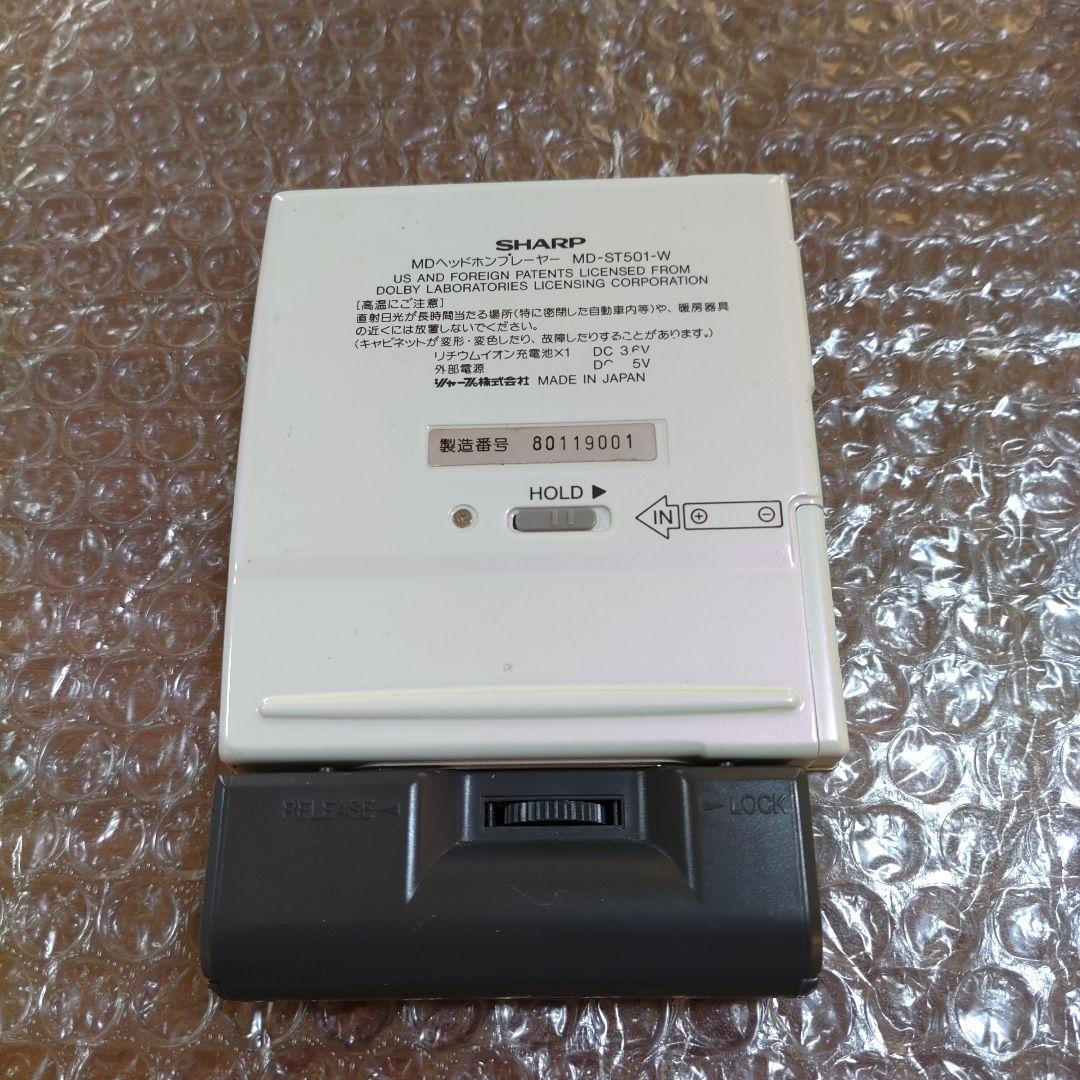 SHARP
MDヘッドホンプレーヤー MD-ST501-W
US AND FOREIGN PATENTS LICENSED FROM
DOLBY LABORATORIES LICENSING CORPORATION
[高温にご注意]
直射日光が長時間当たる場所(特に密閉した自動車内等)や、暖房器具
の近くには放置しないでください。
(キャビネットが変形・変色したり、故障したりすることがあります。)
リチウムイオン充電池×1 DC 3.6V
外部電源 DC 5V
シャープ株式会社 MADE IN JAPAN
製造番号 80119001
HOLD ▶
IN ⊕ ⊖
RELEASE ◀ ▶ LOCK